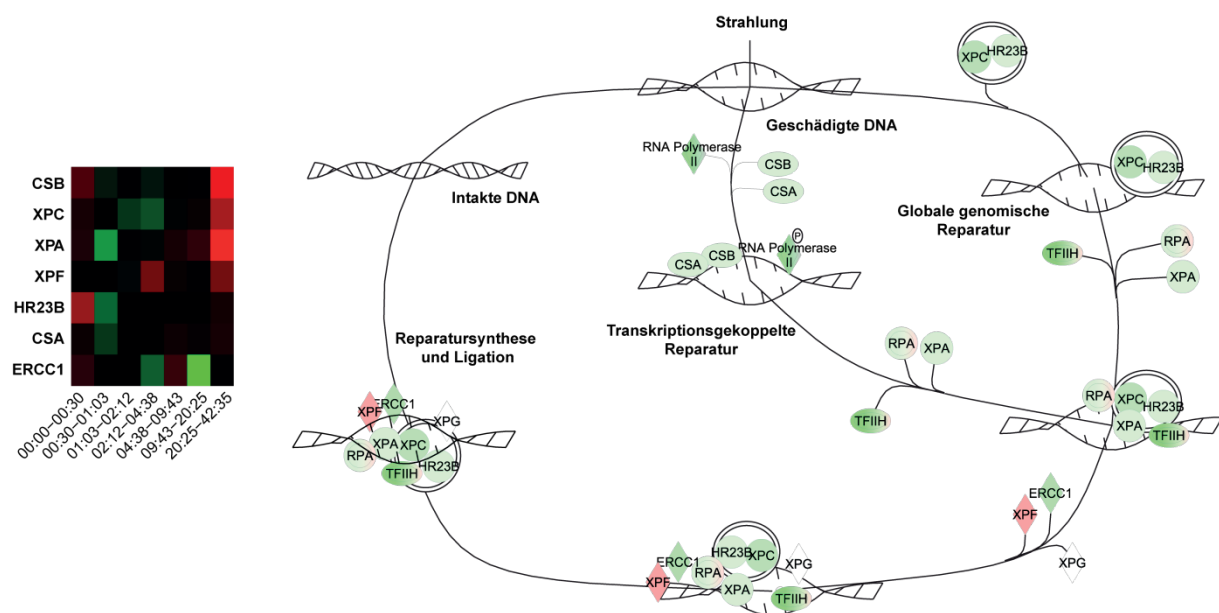 CSB
XPC
XPA
XPF
HR23B
CSA
ERCC1
00:00–00:30
00:30–01:03
01:03–02:12
02:12–04:38
04:38–09:43
09:43–20:25
20:25–42:35
Strahlung
XPC
HR23B
Geschädigte DNA
RNA Polymerase
II
CSB
CSA
XPC
HR23B
Intakte DNA
Globale genomische
Reparatur
P
CSA
CSB
RNA Polymerase
II
TFIIH
RPA
XPA
Reparatursynthese
und Ligation
Transkriptionsgekoppelte
Reparatur
RPA
XPA
TFIIH
RPA
XPC
HR23B
XPA
TFIIH
XPF
ERCC1
XPG
XPA
XPC
RPA
HR23B
TFIIH
XPF
ERCC1
XPG
HR23B
XPC
ERCC1
RPA
XPG
XPF
XPA
TFIIH